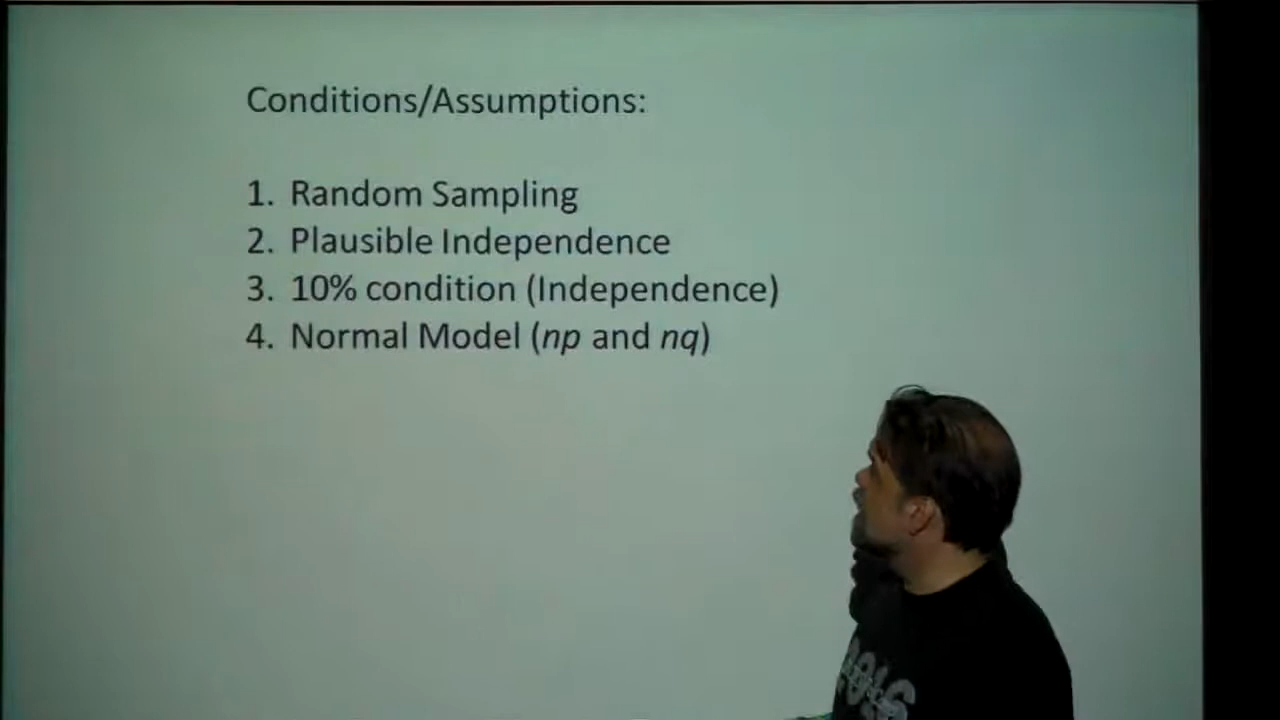 Conditions/Assumptions:
1. Random Sampling
2. Plausible Independence
3. 10% condition (Independence)
4. Normal Model (np and nq)